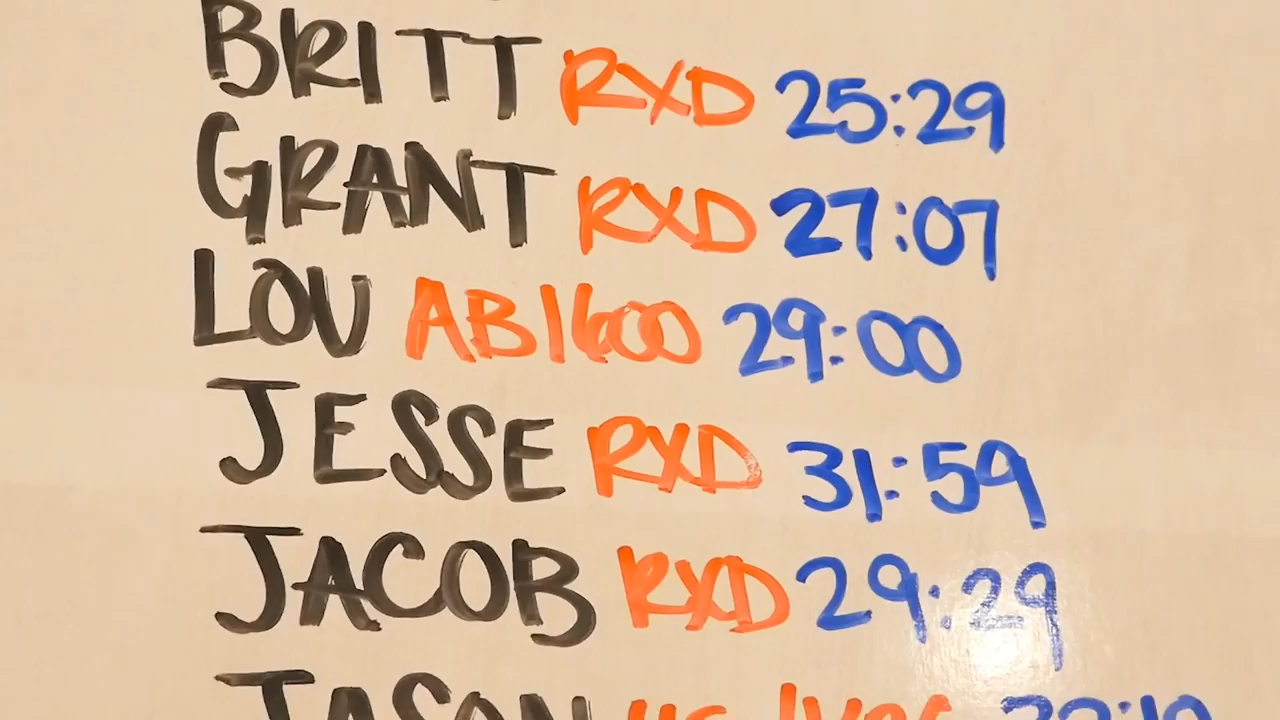 BRITT RXD 25:29
GRANT RXD 27:07
LOU AB1600 29:00
JESSE RXD 31:59
JACOB RXD 29:29
JASON